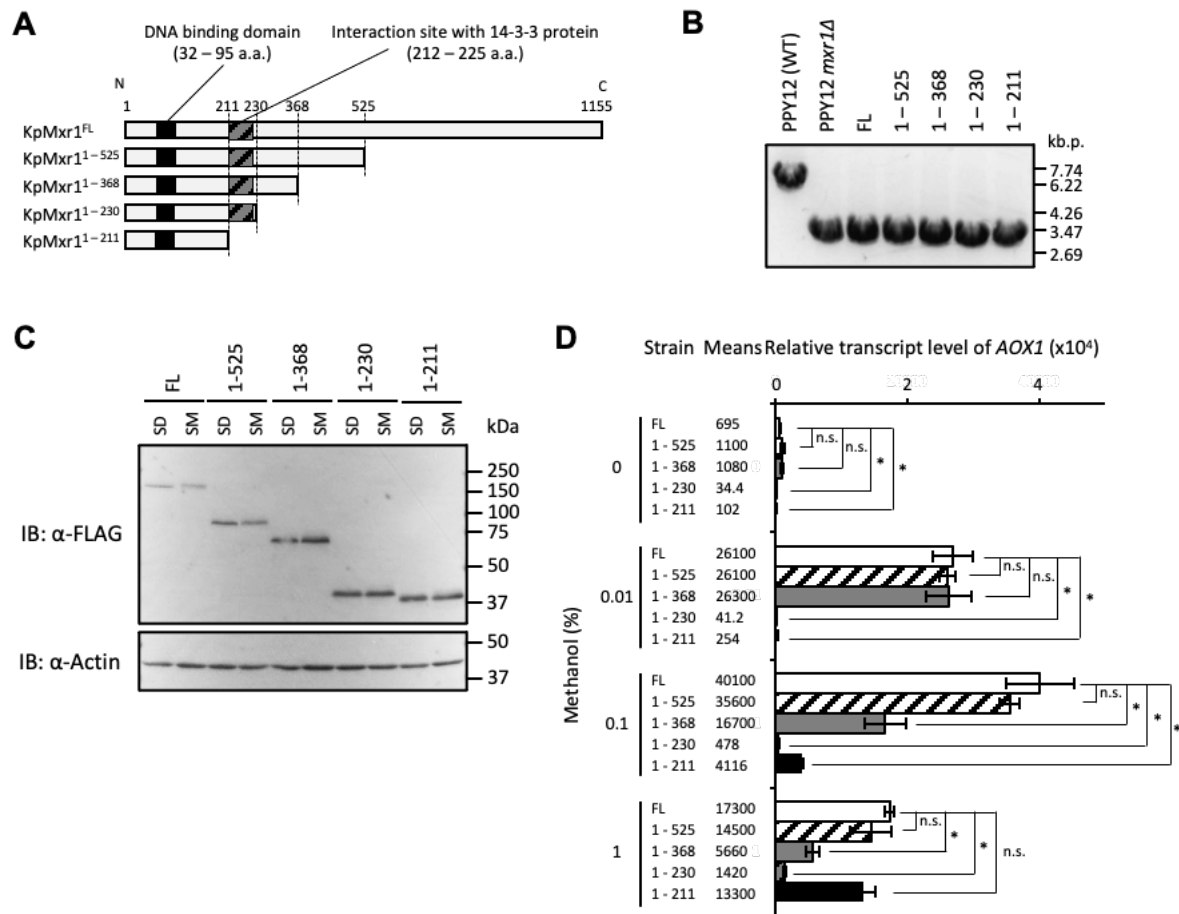 A
DNA binding domain
(32 – 95 a.a.)
Interaction site with 14-3-3 protein
(212 – 225 a.a.)
N
C
1 211 230 368 525 1155
KpMxr1FL
KpMxr11 – 525
KpMxr11 – 368
KpMxr11 – 230
KpMxr11 – 211
B
PPY12 (WT)
PPY12 mxr1Δ
FL
1 – 525
1 – 368
1 – 230
1 – 211
kb.p.
7.74
6.22
4.26
3.47
2.69
C
FL 1-525 1-368 1-230 1-211
SD SM SD SM SD SM SD SM SD SM kDa
IB: α-FLAG
250
150
100
75
50
37
IB: α-Actin
50
37
D
Strain Means Relative transcript level of AOX1 (x10⁴)
0 2 4
Methanol (%)
0
FL 695
1 - 525 1100
1 - 368 1080
1 - 230 34.4
1 - 211 102
n.s. n.s. * *
0.01
FL 26100
1 - 525 26100
1 - 368 26300
1 - 230 41.2
1 - 211 254
n.s. n.s. * *
0.1
FL 40100
1 - 525 35600
1 - 368 16700
1 - 230 478
1 - 211 4116
n.s. * * *
1
FL 17300
1 - 525 14500
1 - 368 5660
1 - 230 1420
1 - 211 13300
n.s. * * n.s.